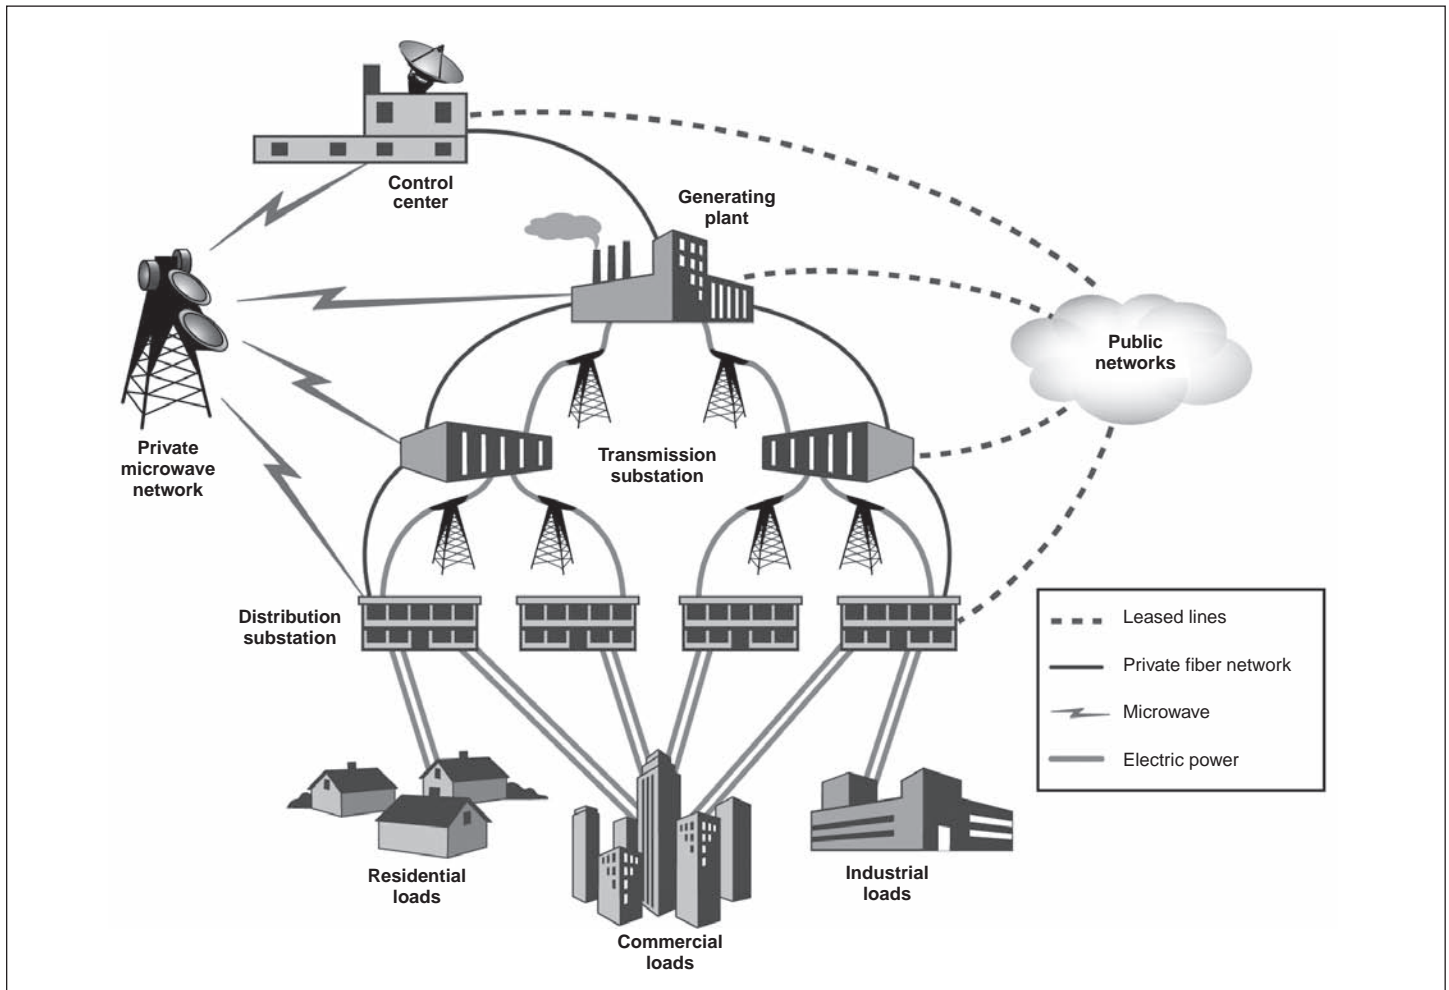 Control
center
Generating
plant
Public
networks
Private
microwave
network
Transmission
substation
Distribution
substation
Leased lines
Private fiber network
Microwave
Electric power
Residential
loads
Industrial
loads
Commercial
loads